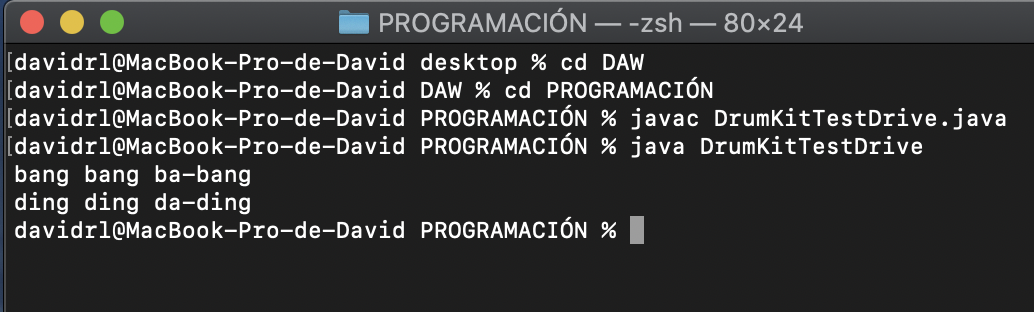 PROGRAMACIÓN — -zsh — 80×24
[davidrl@MacBook-Pro-de-David desktop % cd DAW
[davidrl@MacBook-Pro-de-David DAW % cd PROGRAMACIÓN
[davidrl@MacBook-Pro-de-David PROGRAMACIÓN % javac DrumKitTestDrive.java
[davidrl@MacBook-Pro-de-David PROGRAMACIÓN % java DrumKitTestDrive
bang bang ba-bang
ding ding da-ding
davidrl@MacBook-Pro-de-David PROGRAMACIÓN %